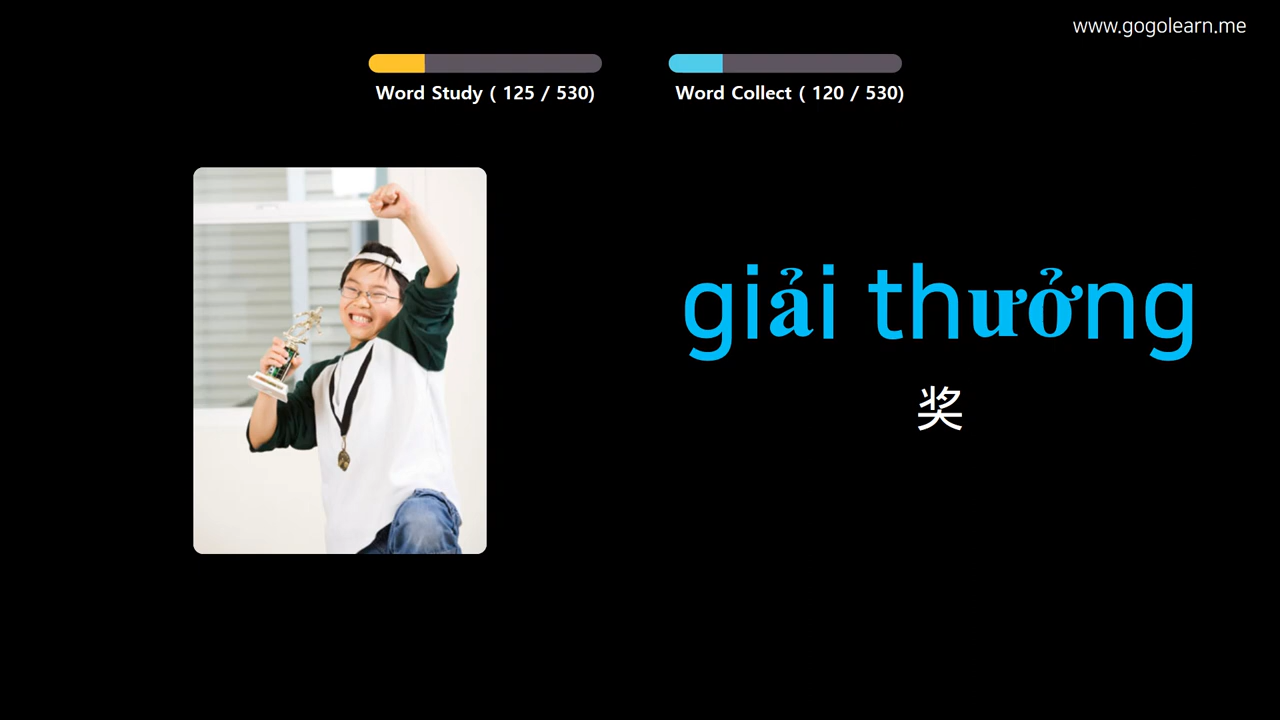 www.gogolearn.me
Word Study ( 125 / 530)
Word Collect ( 120 / 530)
giải thưởng
奖